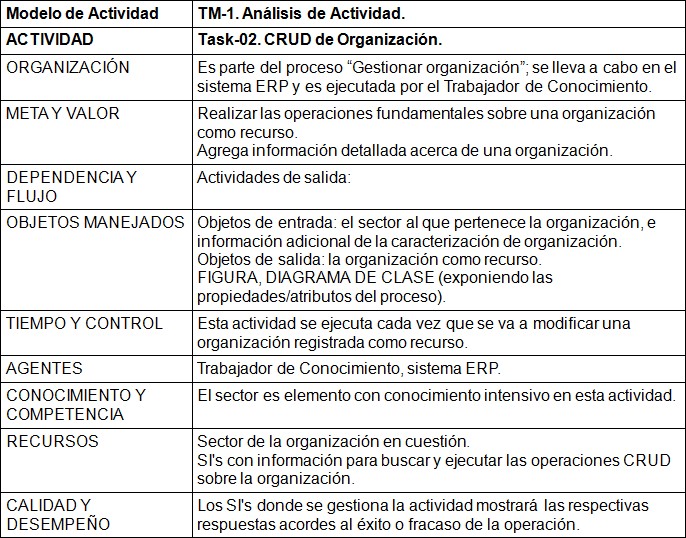 Modelo de Actividad TM-1. Análisis de Actividad.
ACTIVIDAD Task-02. CRUD de Organización.
ORGANIZACIÓN Es parte del proceso “Gestionar organización”; se lleva a cabo en el
sistema ERP y es ejecutada por el Trabajador de Conocimiento.
META Y VALOR Realizar las operaciones fundamentales sobre una organización
como recurso.
Agrega información detallada acerca de una organización.
DEPENDENCIA Y Actividades de salida:
FLUJO
OBJETOS MANEJADOS Objetos de entrada: el sector al que pertenece la organización, e
información adicional de la caracterización de organización.
Objetos de salida: la organización como recurso.
FIGURA, DIAGRAMA DE CLASE (exponiendo las
propiedades/atributos del proceso).
TIEMPO Y CONTROL Esta actividad se ejecuta cada vez que se va a modificar una
organización registrada como recurso.
AGENTES Trabajador de Conocimiento, sistema ERP.
CONOCIMIENTO Y El sector es elemento con conocimiento intensivo en esta actividad.
COMPETENCIA
RECURSOS Sector de la organización en cuestión.
SI's con información para buscar y ejecutar las operaciones CRUD
sobre la organización.
CALIDAD Y Los SI's donde se gestiona la actividad mostrará las respectivas
DESEMPEÑO respuestas acordes al éxito o fracaso de la operación.